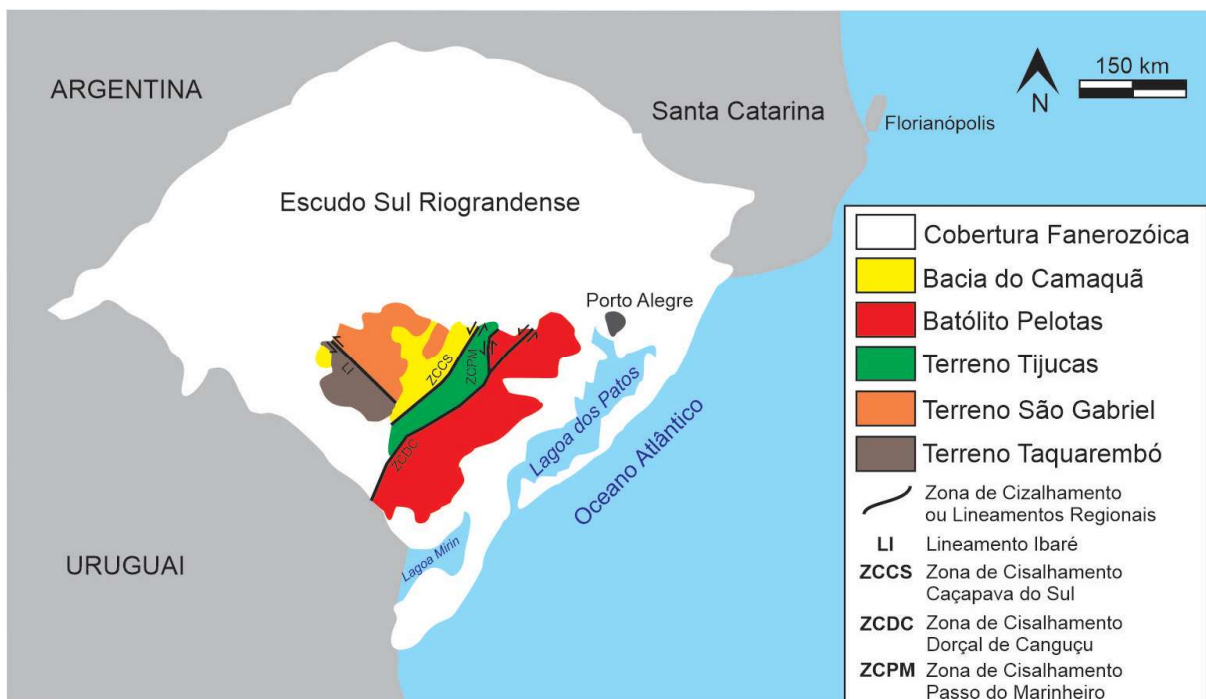 ARGENTINA
Santa Catarina
150 km
N
Florianópolis
Escudo Sul Riograndense
Porto Alegre
LI
ZCCS
ZCPM
ZCDC
Lagoa dos Patos
Oceano Atlântico
Lagoa Mirin
URUGUAI
Cobertura Fanerozóica
Bacia do Camaquã
Batólito Pelotas
Terreno Tijucas
Terreno São Gabriel
Terreno Taquarembó
Zona de Cizalhamento
ou Lineamentos Regionais
LI Lineamento Ibaré
ZCCS Zona de Cisalhamento
Caçapava do Sul
ZCDC Zona de Cisalhamento
Dorçal de Canguçu
ZCPM Zona de Cisalhamento
Passo do Marinheiro